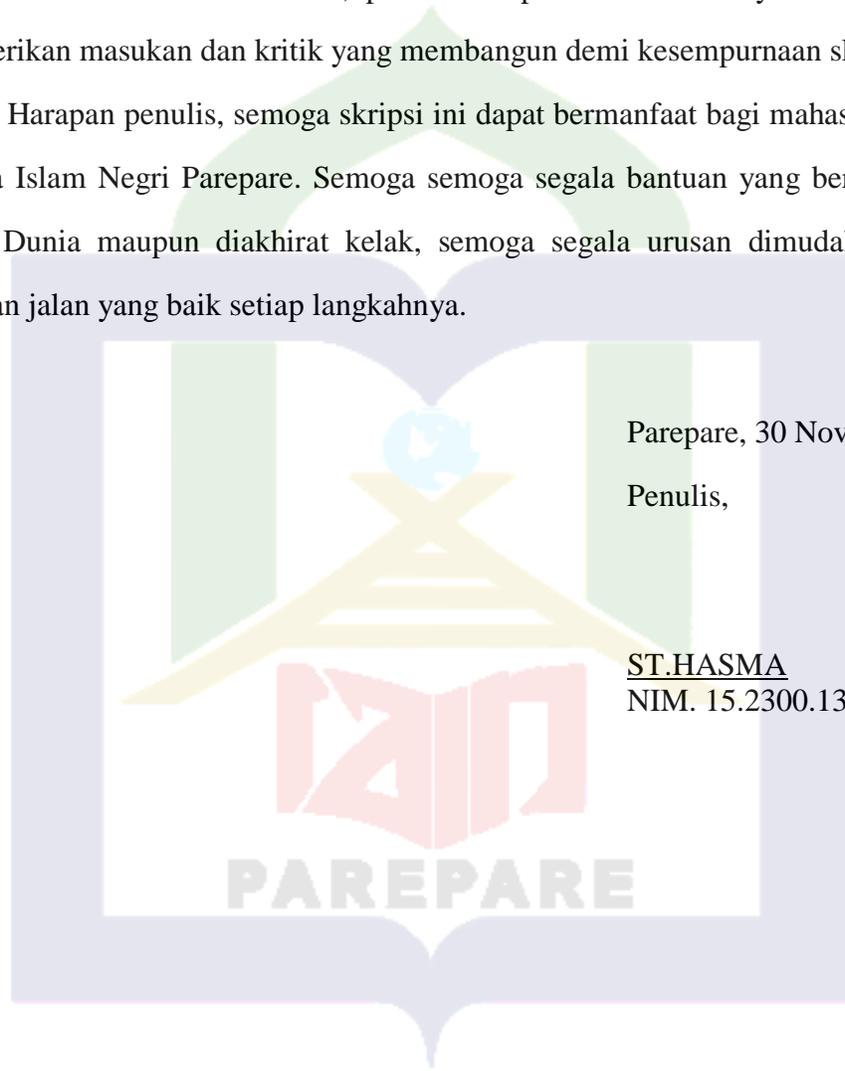 erikan masukan dan kritik yang membangun demi kesempurnaan
Harapan penulis, semoga skripsi ini dapat bermanfaat bagi mahas
Islam Negri Parepare. Semoga semoga segala bantuan yang ber
Dunia maupun diakhirat kelak, semoga segala urusan dimuda
an jalan yang baik setiap langkahnya.
Parepare, 30 Nov
Penulis,
ST.HASMA
NIM. 15.2300.13
PAREPARE